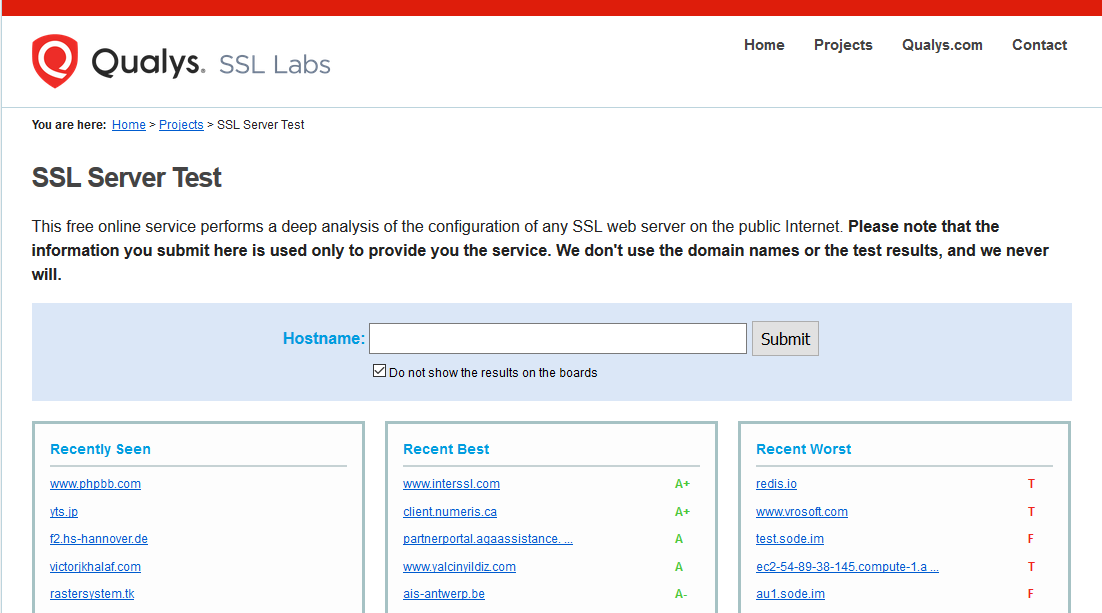 Qualys. SSL Labs
Home Projects Qualys.com Contact
You are here: Home > Projects > SSL Server Test
SSL Server Test
This free online service performs a deep analysis of the configuration of any SSL web server on the public Internet. Please note that the
information you submit here is used only to provide you the service. We don't use the domain names or the test results, and we never
will.
Hostname: Submit
Do not show the results on the boards
Recently Seen
www.phpbb.com
yts.jp
f2.hs-hannover.de
victorjkhalaf.com
rastersystem.tk
Recent Best
www.interssl.com A+
client.numeris.ca A+
partnerportal.agaassistance. ... A
www.yalcinyildiz.com A
ais-antwerp.be A-
Recent Worst
redis.io T
www.vrosoft.com T
test.sode.im F
ec2-54-89-38-145.compute-1.a ... T
au1.sode.im F